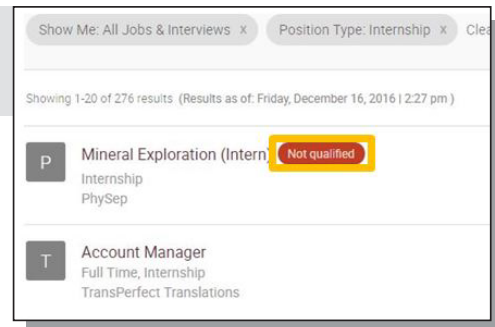 Show Me: All Jobs & Interviews x Position Type: Internship x
Showing 1-20 of 276 results (Results as of: Friday, December 16, 2016 | 2:27 pm )
P Mineral Exploration (Intern) Not qualified
Internship
PhySep
T Account Manager
Full Time, Internship
TransPerfect Translations